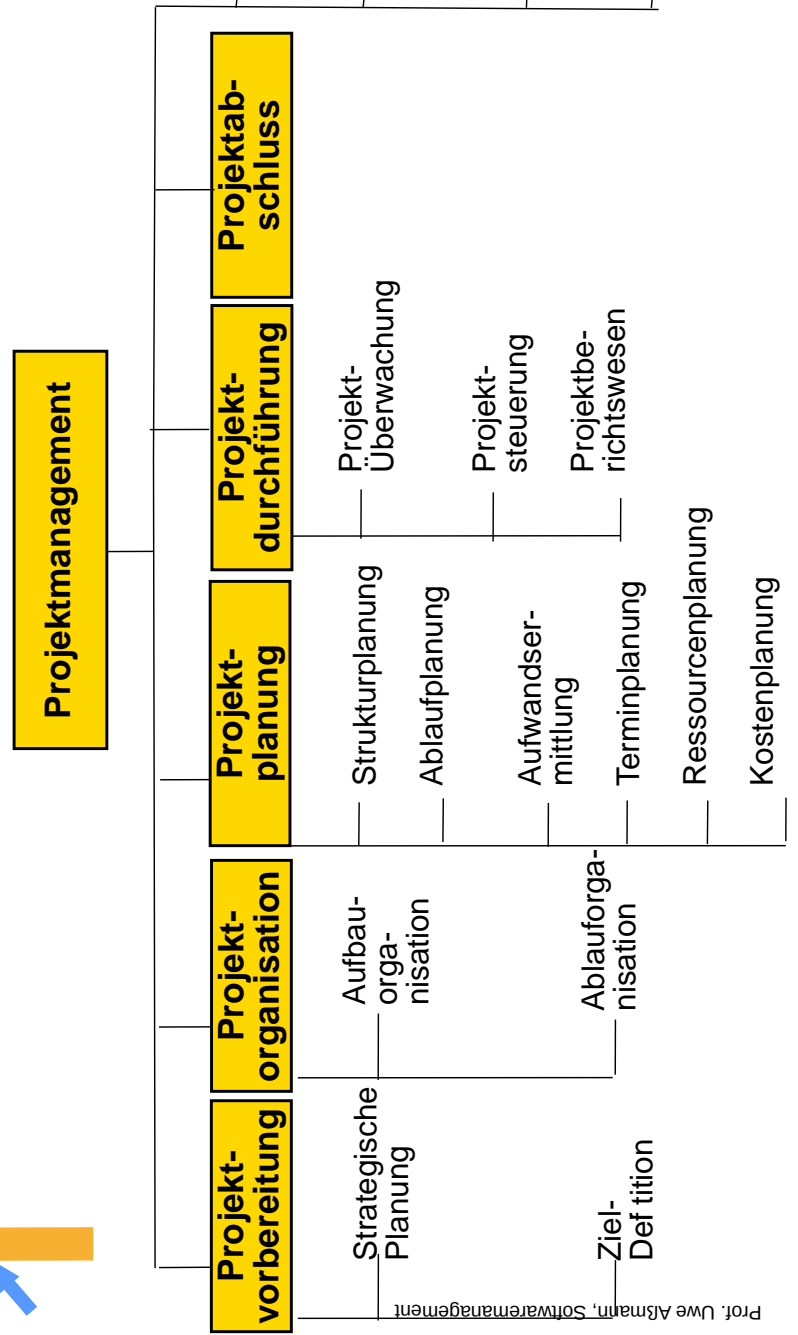 Projektmanagement
Projekt-
vorbereitung
Strategische
Planung
Ziel-
Def tition
Projekt-
organisation
Aufbau-
orga-
nisation
Ablauforga-
nisation
Projekt-
planung
Strukturplanung
Ablaufplanung
Aufwandser-
mittlung
Terminplanung
Ressourcenplanung
Kostenplanung
Projekt-
durchführung
Projekt-
Überwachung
Projekt-
steuerung
Projektbe-
richtswesen
Projektab-
schluss
Prof. Uwe Aßmann, Softwaremanagement